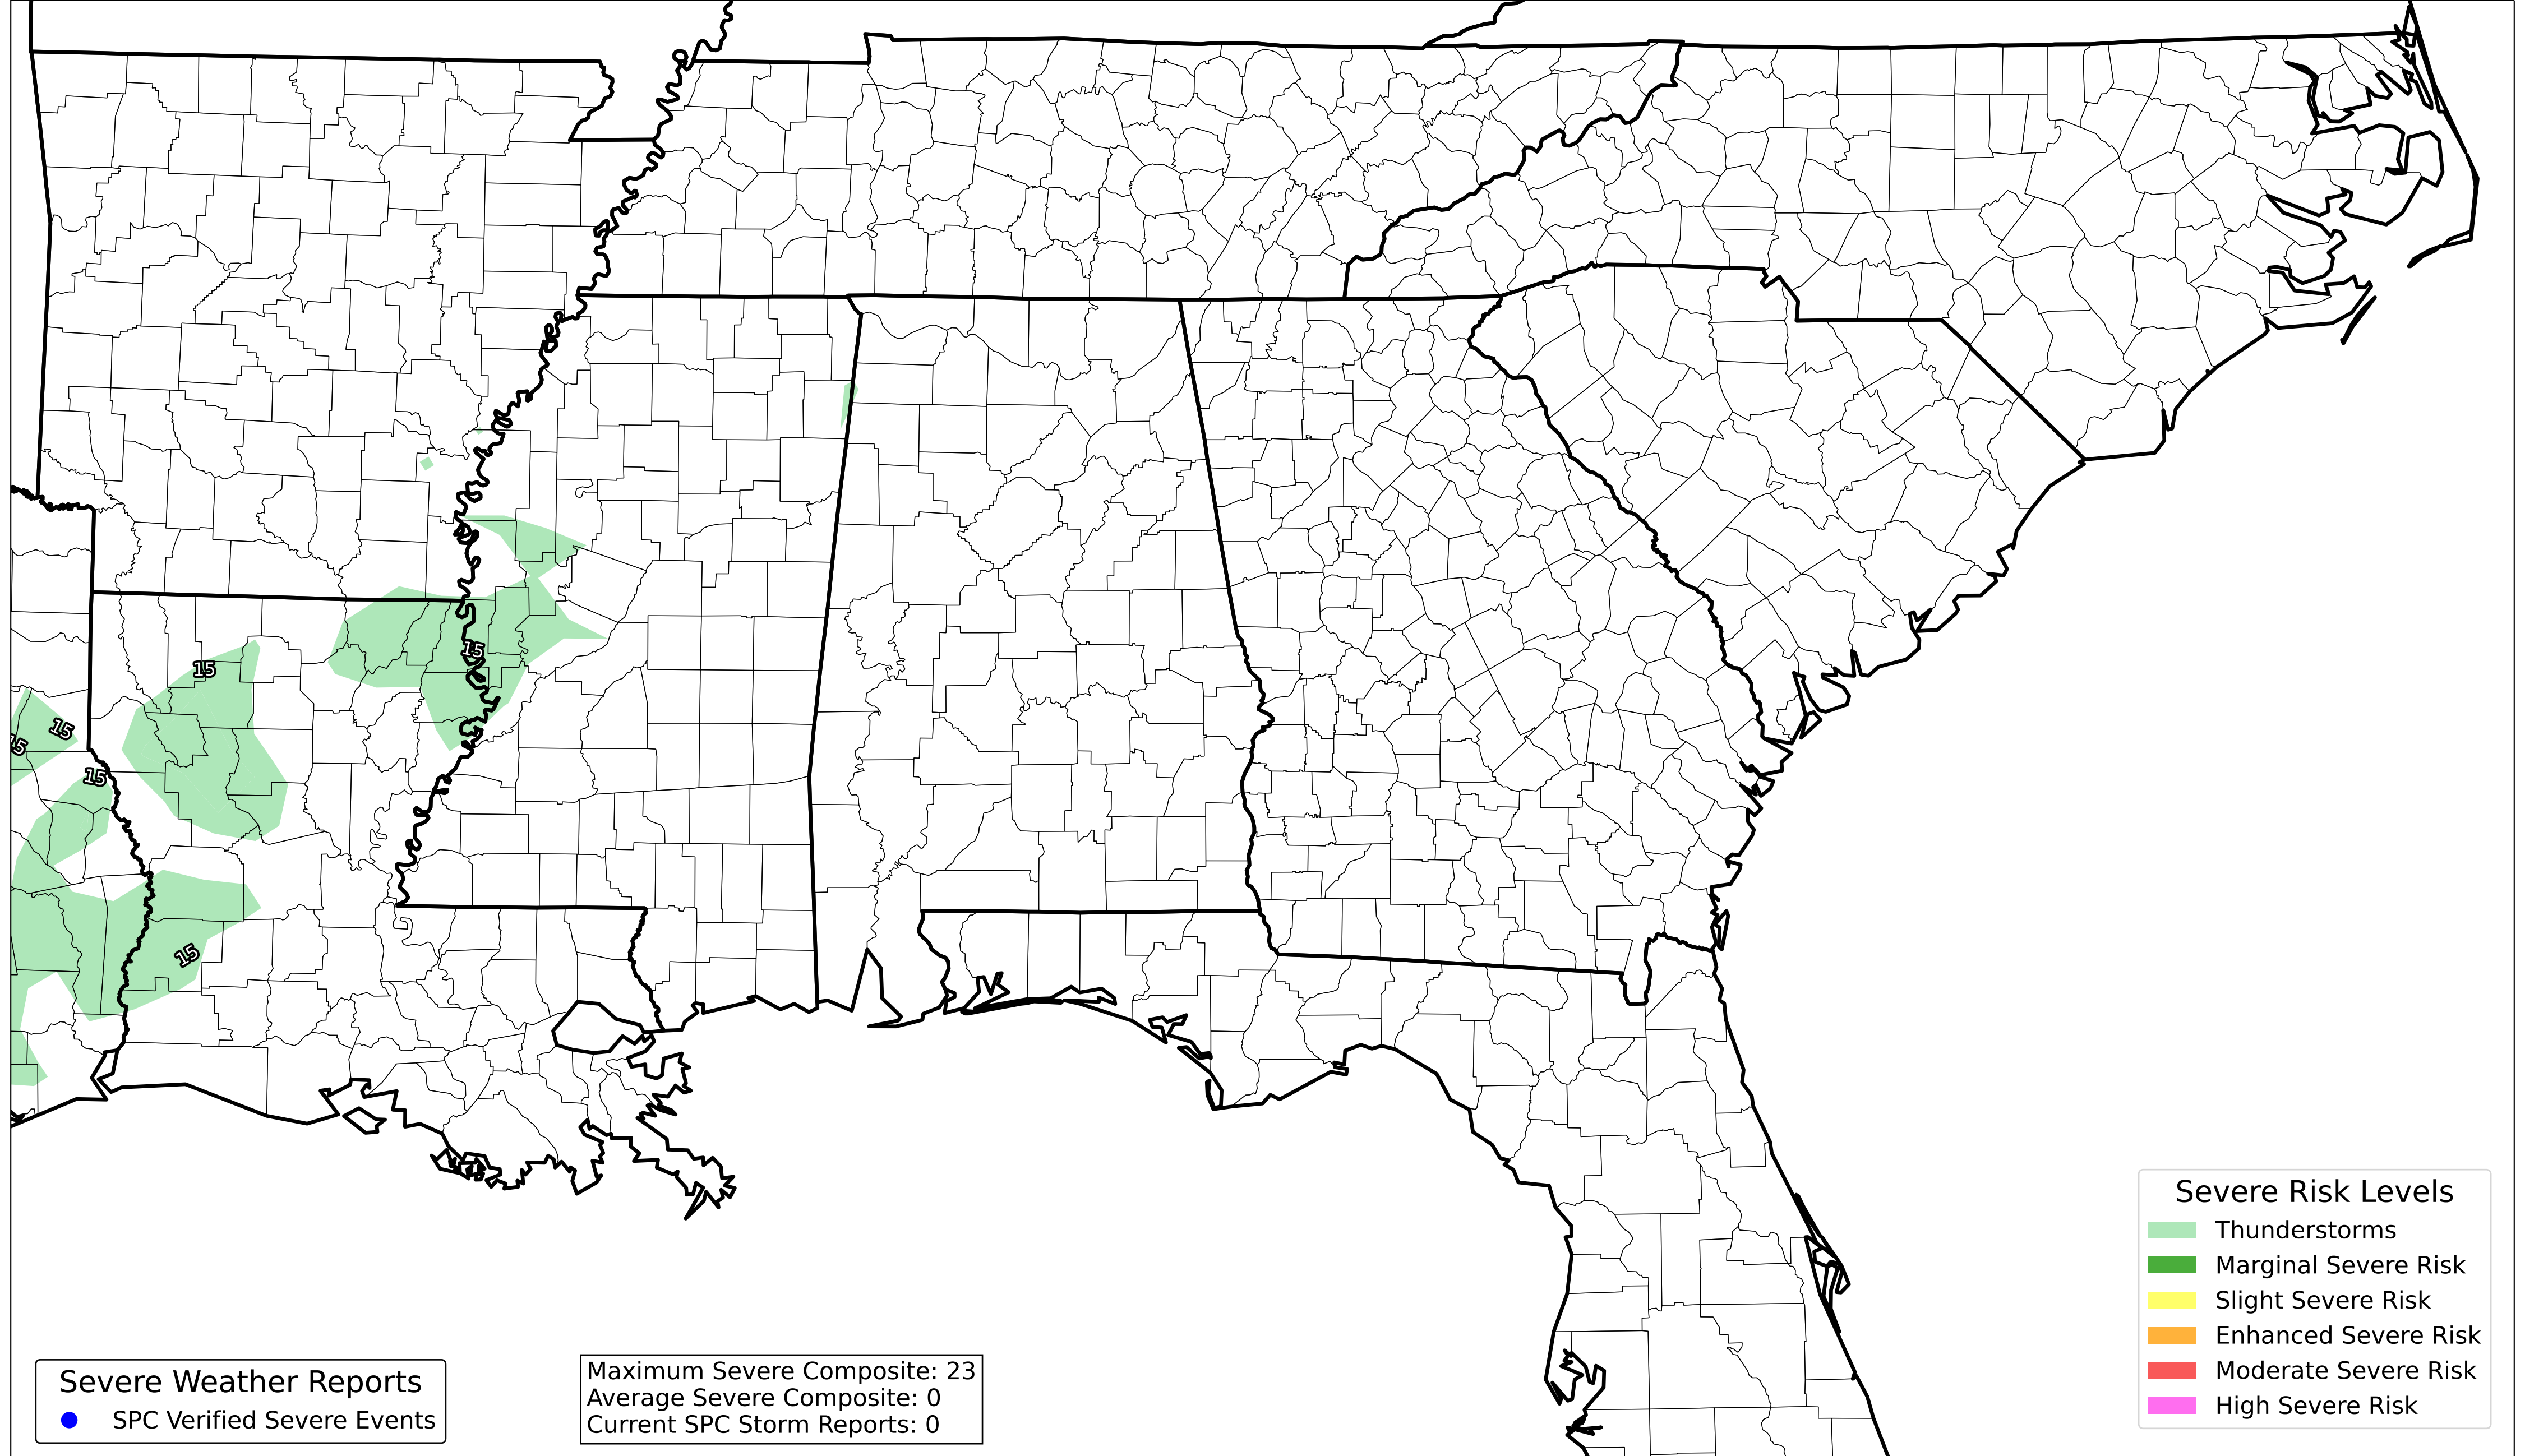 15
15
15
15
15
15
Severe Risk Levels
Thunderstorms
Marginal Severe Risk
Slight Severe Risk
Enhanced Severe Risk
Moderate Severe Risk
High Severe Risk
Maximum Severe Composite: 23
Average Severe Composite: 0
Current SPC Storm Reports: 0
Severe Weather Reports
SPC Verified Severe Events